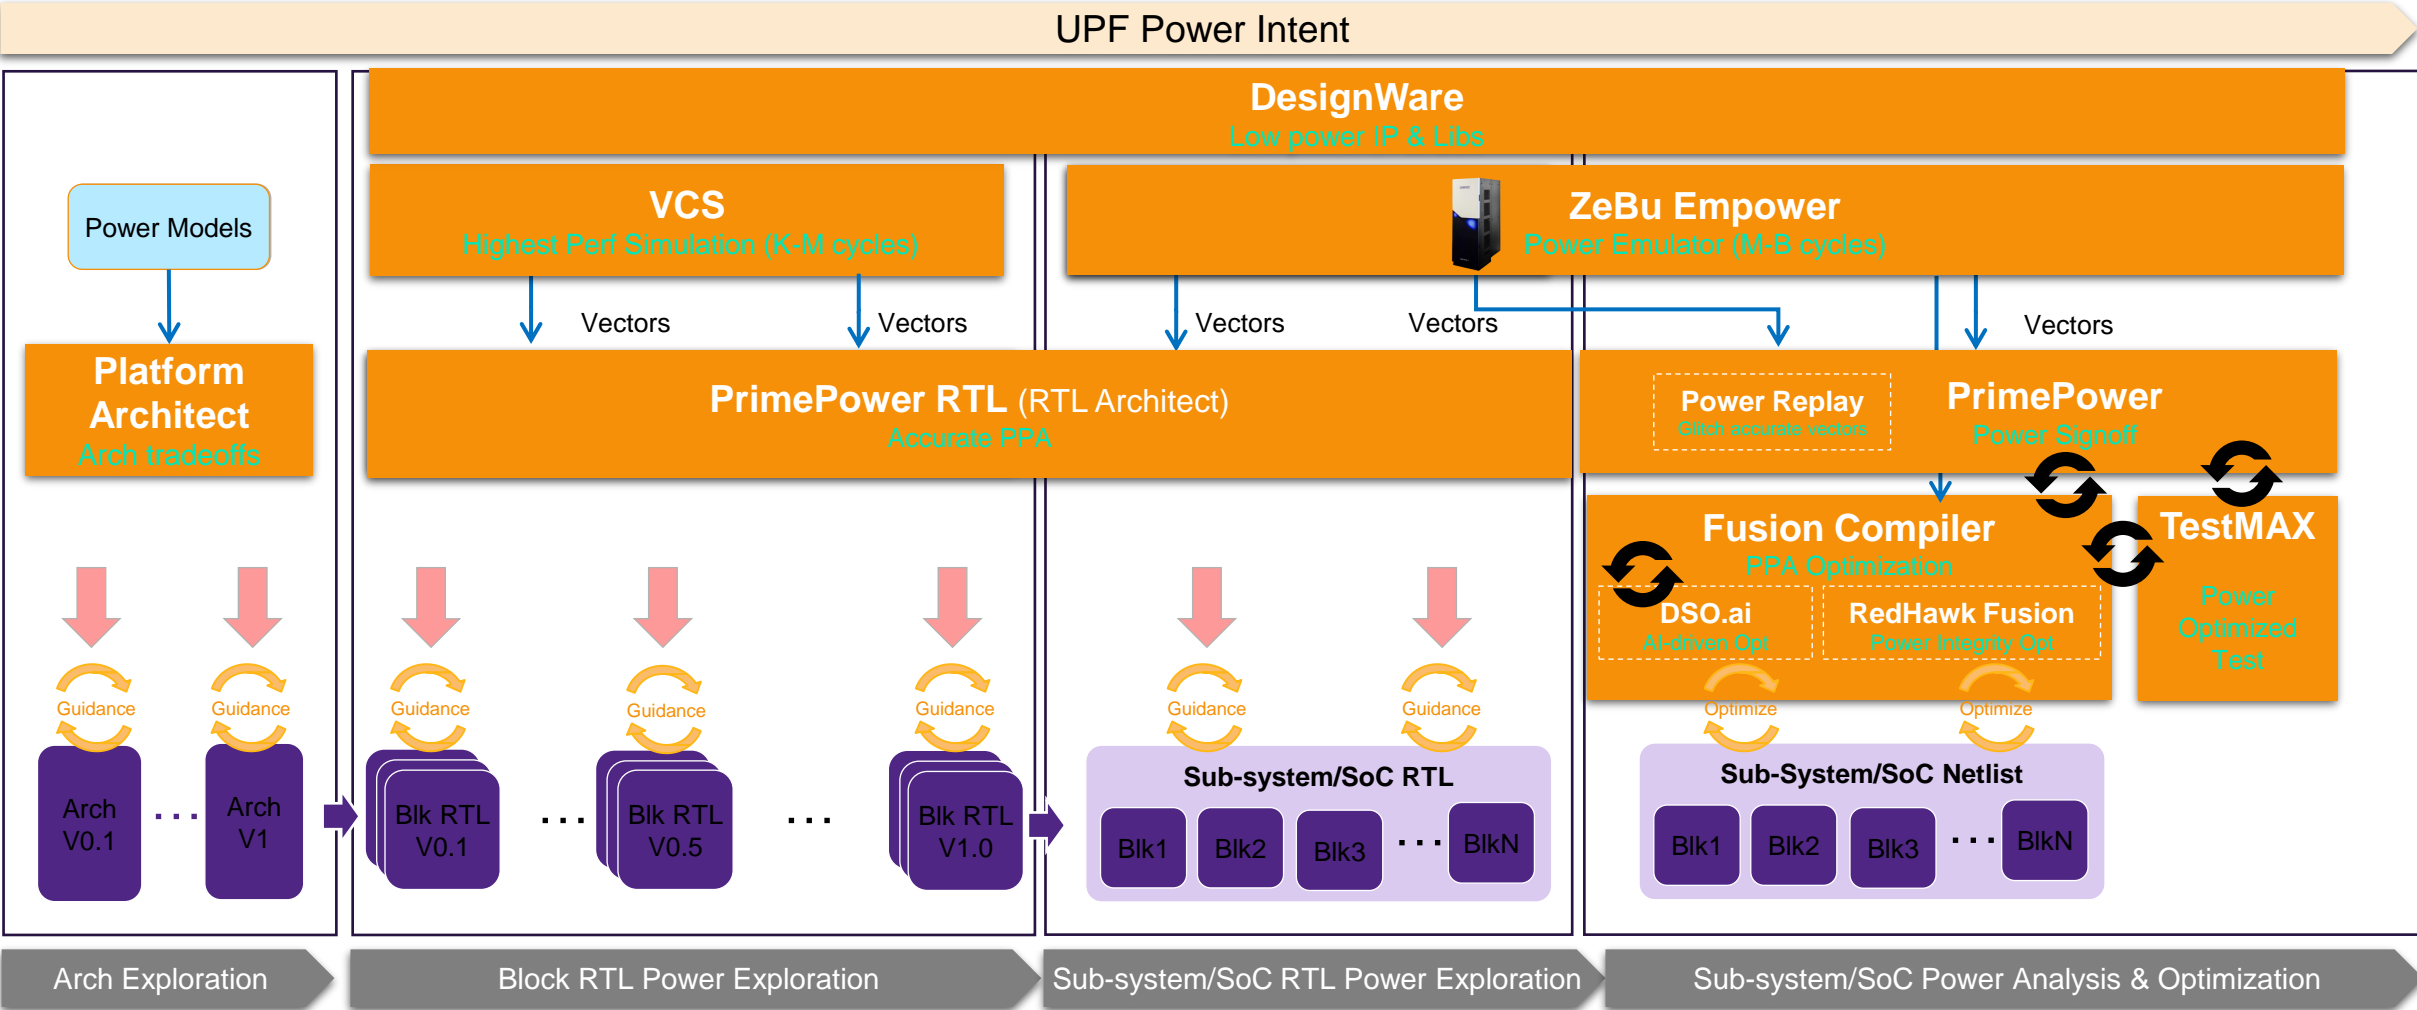 UPF Power Intent
DesignWare
Low power IP & Libs
Power Models
VCS
Highest Perf Simulation (K-M cycles)
ZeBu Empower
Power Emulator (M-B cycles)
Vectors
Vectors
Vectors
Vectors
Vectors
Platform
Architect
Arch tradeoffs
PrimePower RTL (RTL Architect)
Accurate PPA
Power Replay
Glitch accurate vectors
PrimePower
Power Signoff
Fusion Compiler
PPA Optimization
DSO.ai
AI-driven Opt
RedHawk Fusion
Power Integrity Opt
TestMAX
Power
Optimized
Test
Guidance
Guidance
Guidance
Guidance
Guidance
Guidance
Guidance
Optimize
Optimize
Arch
V0.1
...
Arch
V1
Blk RTL
V0.1
...
Blk RTL
V0.5
...
Blk RTL
V1.0
Sub-system/SoC RTL
Blk1
Blk2
Blk3
...
BlkN
Sub-System/SoC Netlist
Blk1
Blk2
Blk3
...
BlkN
Arch Exploration
Block RTL Power Exploration
Sub-system/SoC RTL Power Exploration
Sub-system/SoC Power Analysis & Optimization